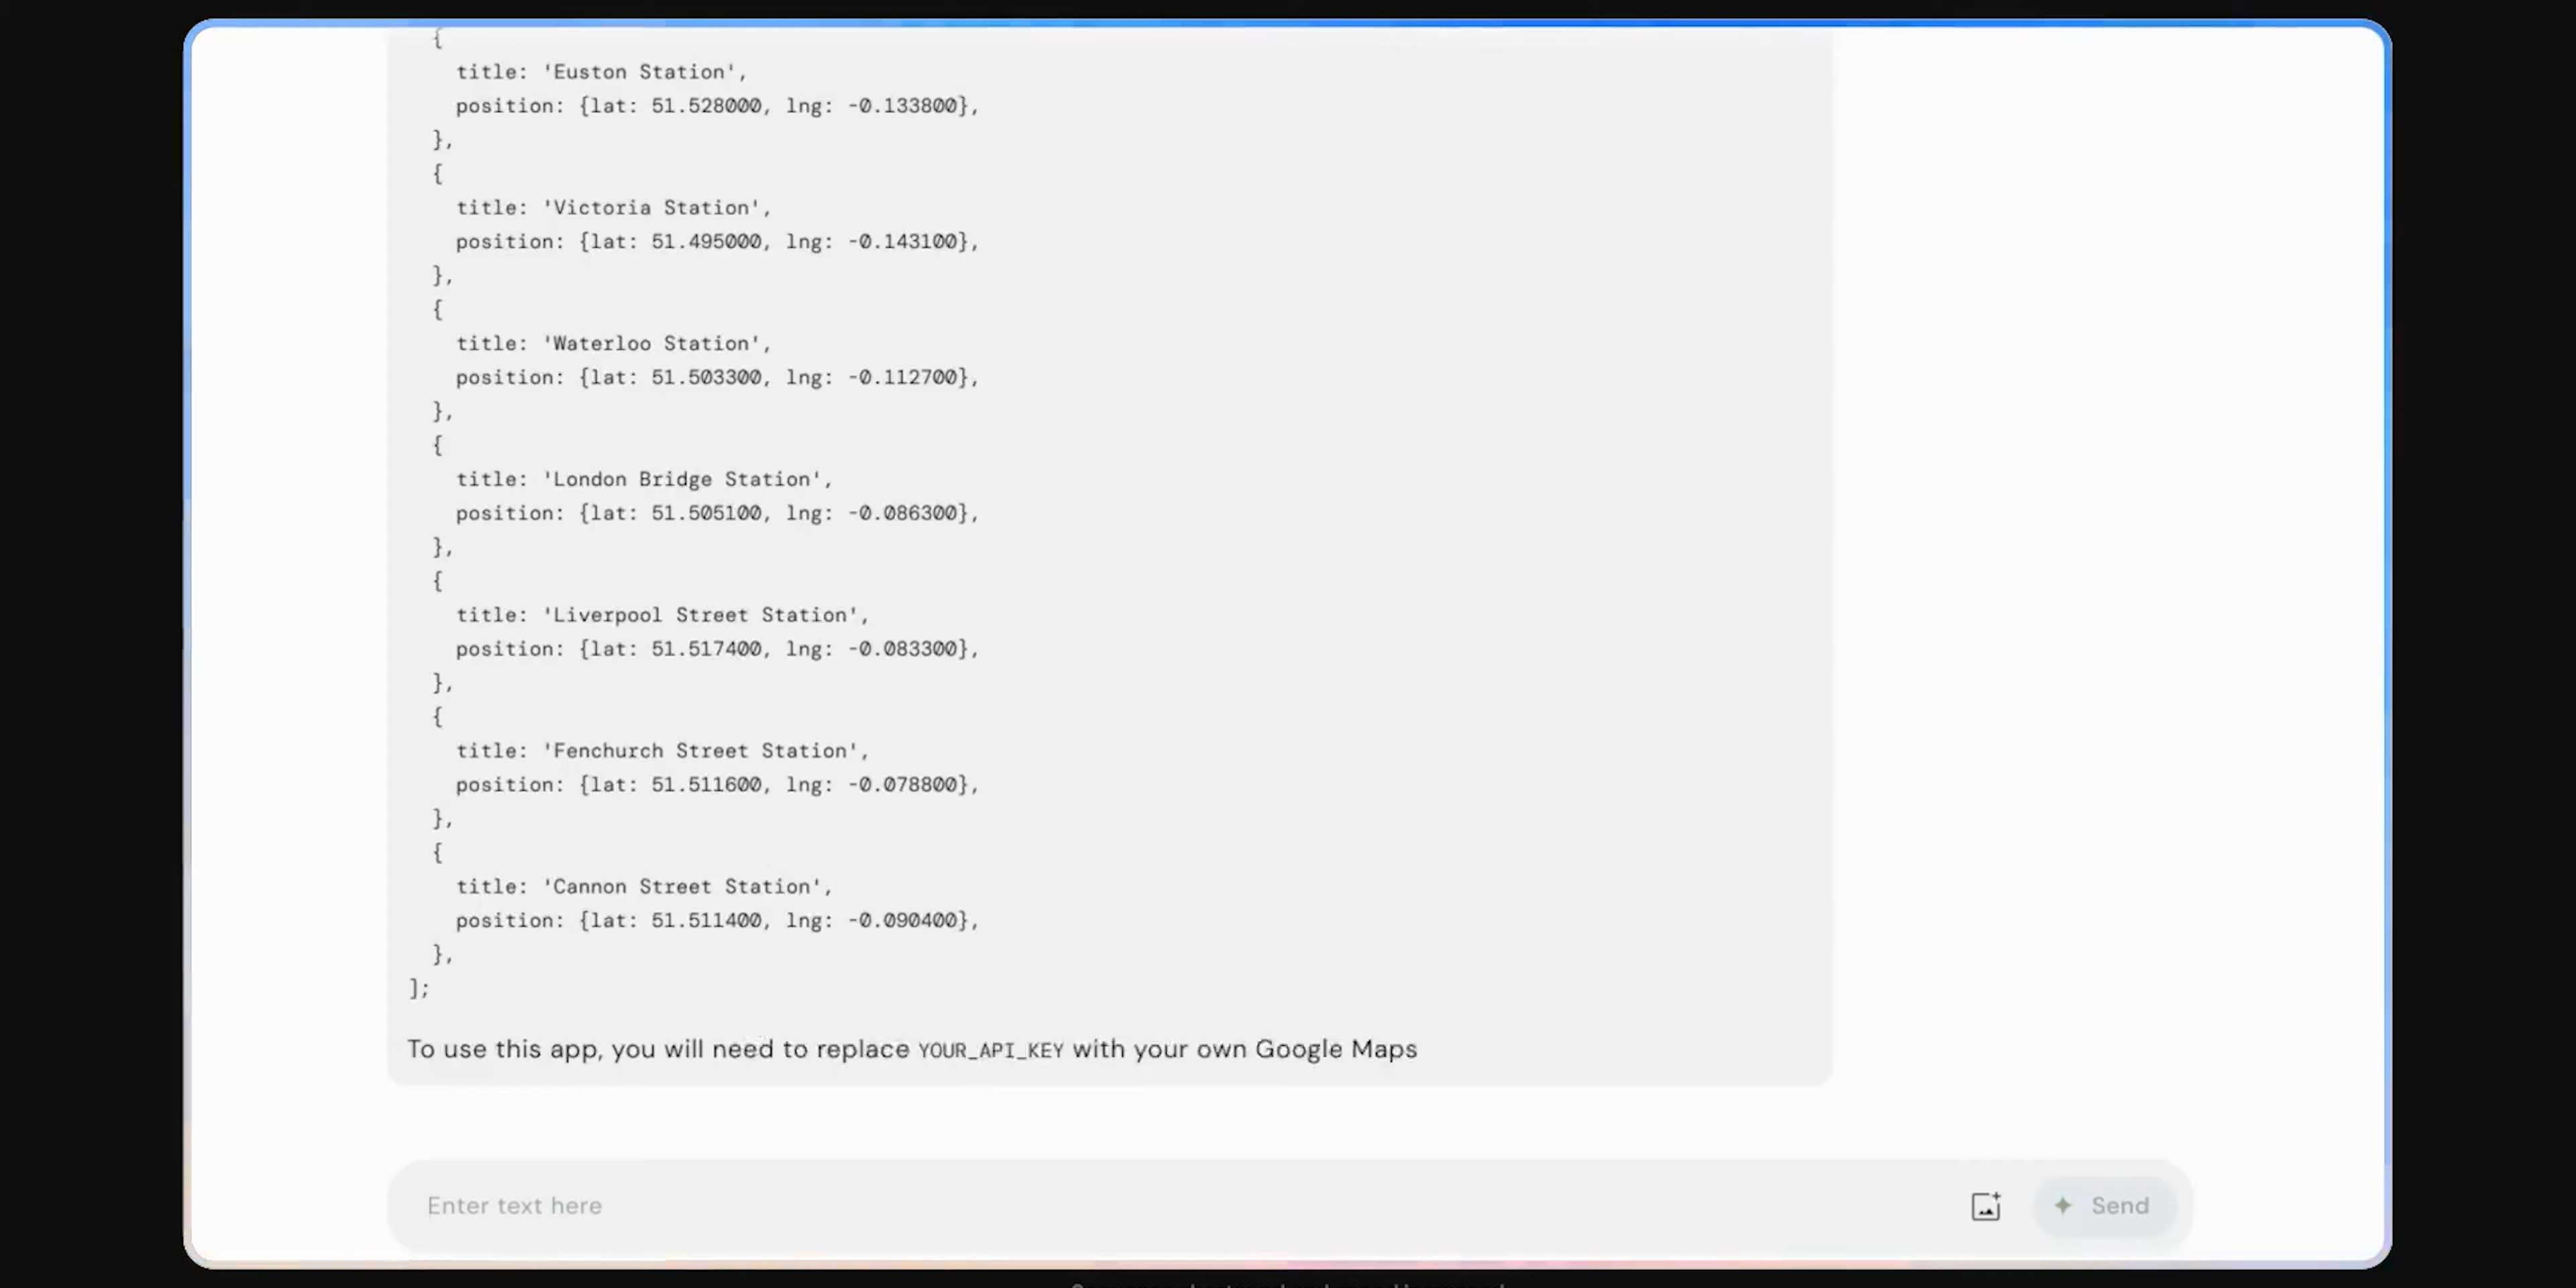 {
title: 'Euston Station',
position: {lat: 51.528000, lng: -0.133800},
},
{
title: 'Victoria Station',
position: {lat: 51.495000, lng: -0.143100},
},
{
title: 'Waterloo Station',
position: {lat: 51.503300, lng: -0.112700},
},
{
title: 'London Bridge Station',
position: {lat: 51.505100, lng: -0.086300},
},
{
title: 'Liverpool Street Station',
position: {lat: 51.517400, lng: -0.083300},
},
{
title: 'Fenchurch Street Station',
position: {lat: 51.511600, lng: -0.078800},
},
{
title: 'Cannon Street Station',
position: {lat: 51.511400, lng: -0.090400},
},
];
To use this app, you will need to replace YOUR_API_KEY with your own Google Maps
Enter text here
Send